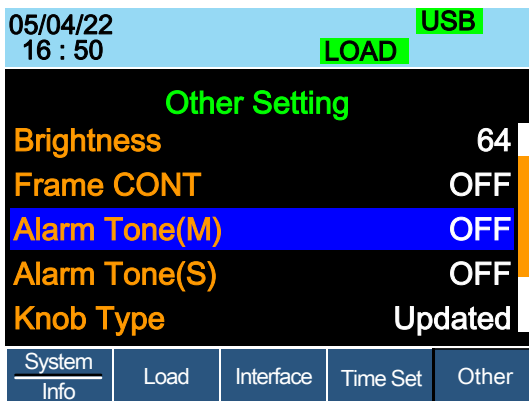 05/04/22 USB
16 : 50 LOAD
Other Setting
Brightness 64
Frame CONT OFF
Alarm Tone(M) OFF
Alarm Tone(S) OFF
Knob Type Updated
System Load Interface Time Set Other
Info